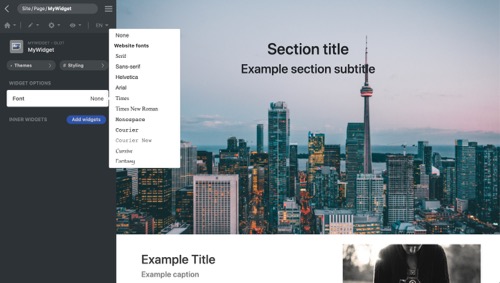 Site / Page / MyWidget
EN
MYWIDGET
MyWidget
Themes
# Styling
WIDGET OPTIONS
Font
None
INNER WIDGETS
Add widgets
None
Website fonts
Serif
Sans-serif
Helvetica
Arial
Times
Times New Roman
Monospace
Courier
Courier New
Cursive
Fantasy
Section title
Example section subtitle
Example Title
Example caption